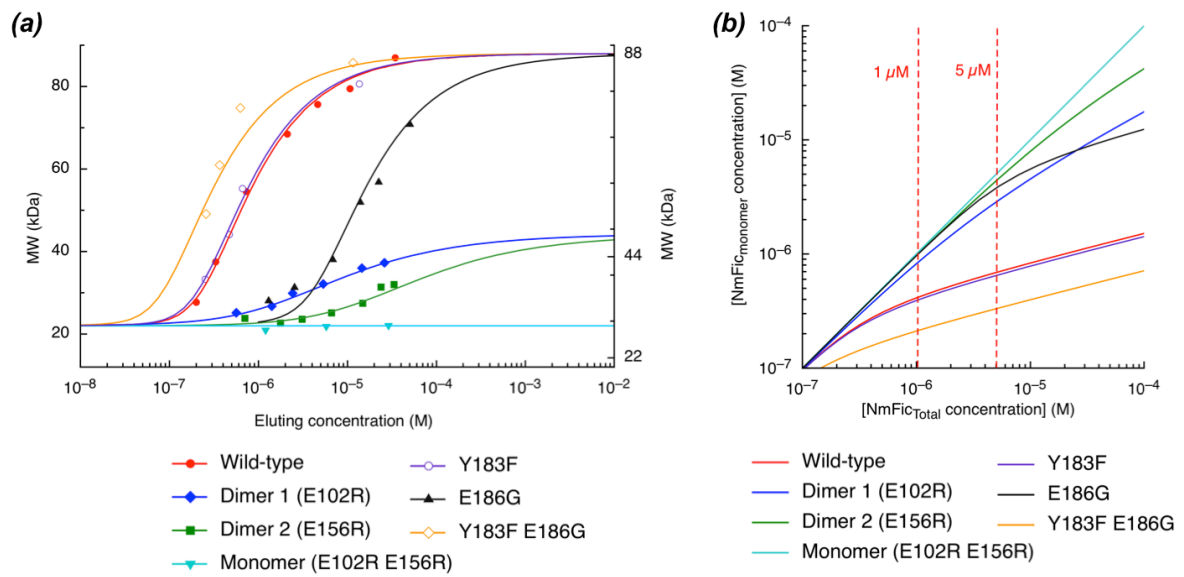 (a)
MW (kDa)
80
60
40
20
88
44
22
MW (kDa)
10⁻⁸
10⁻⁷
10⁻⁶
10⁻⁵
10⁻⁴
10⁻³
10⁻²
Eluting concentration (M)
Wild-type
Dimer 1 (E102R)
Dimer 2 (E156R)
Monomer (E102R E156R)
Y183F
E186G
Y183F E186G
(b)
[NmFicmonomer concentration] (M)
10⁻⁴
10⁻⁵
10⁻⁶
10⁻⁷
1 µM
5 µM
10⁻⁷
10⁻⁶
10⁻⁵
10⁻⁴
[NmFicTotal concentration] (M)
Wild-type
Dimer 1 (E102R)
Dimer 2 (E156R)
Monomer (E102R E156R)
Y183F
E186G
Y183F E186G